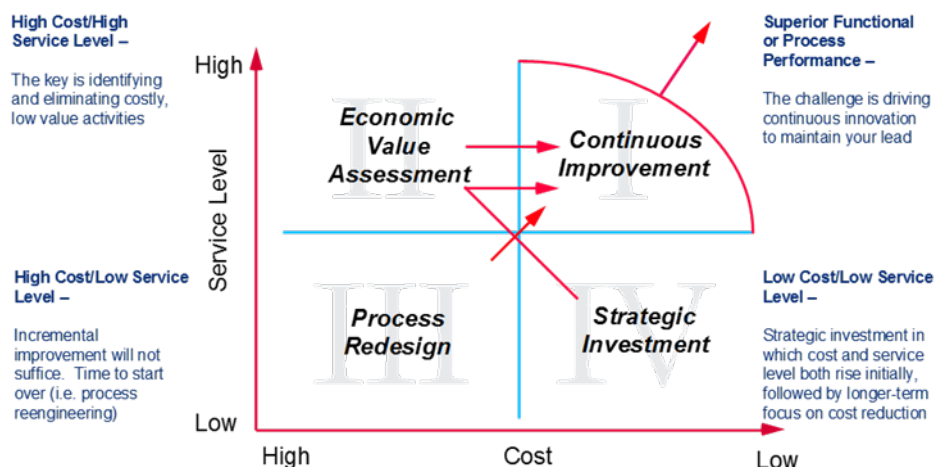 High Cost/High
Service Level –
The key is identifying
and eliminating costly,
low value activities
High Cost/Low Service
Level –
Incremental
improvement will not
suffice.  Time to start
over (i.e. process
reengineering)
High
Service Level
Low
II
Economic
Value
Assessment
I
Continuous
Improvement
III
Process
Redesign
IV
Strategic
Investment
High
Cost
Low
Superior Functional
or Process
Performance –
The challenge is driving
continuous innovation
to maintain your lead
Low Cost/Low Service
Level –
Strategic investment in
which cost and service
level both rise initially,
followed by longer-term
focus on cost reduction